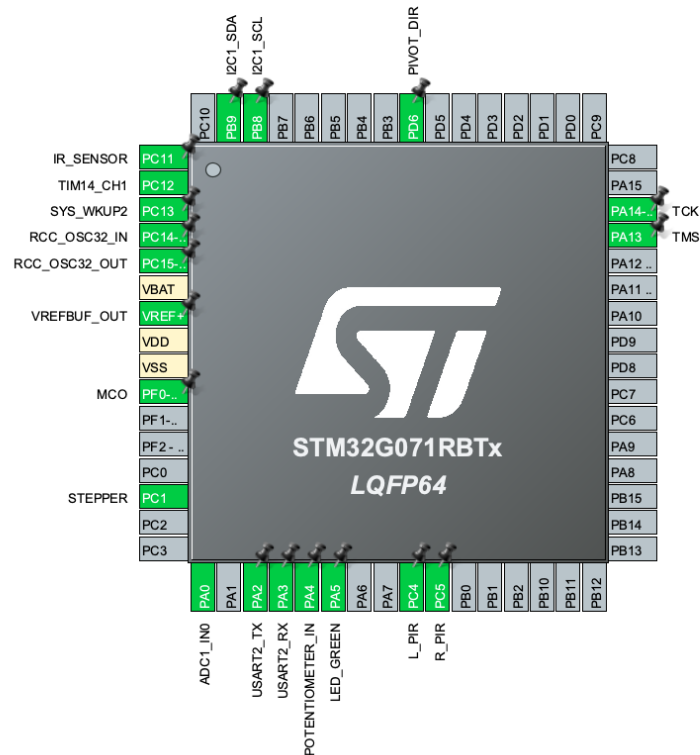 I2C1_SDA
I2C1_SCL
PIVOT_DIR
PC10
PB9
PB8
PB7
PB6
PB5
PB4
PB3
PD6
PD5
PD4
PD3
PD2
PD1
PD0
PC9
IR_SENSOR PC11
TIM14_CH1 PC12
SYS_WKUP2 PC13
RCC_OSC32_IN PC14-..
RCC_OSC32_OUT PC15-..
VBAT
VREFBUF_OUT VREF+
VDD
VSS
MCO PF0-..
PF1-..
PF2 - ..
PC0
STEPPER PC1
PC2
PC3
ST
STM32G071RBTx
LQFP64
PC8
PA15
PA14-.. TCK
PA13 TMS
PA12 ..
PA11 ..
PA10
PD9
PD8
PC7
PC6
PA9
PA8
PB15
PB14
PB13
PA0
PA1
PA2
PA3
PA4
PA5
PA6
PA7
PC4
PC5
PB0
PB1
PB2
PB10
PB11
PB12
ADC1_IN0
USART2_TX
USART2_RX
POTENTIOMETER_IN
LED_GREEN
L_PIR
R_PIR